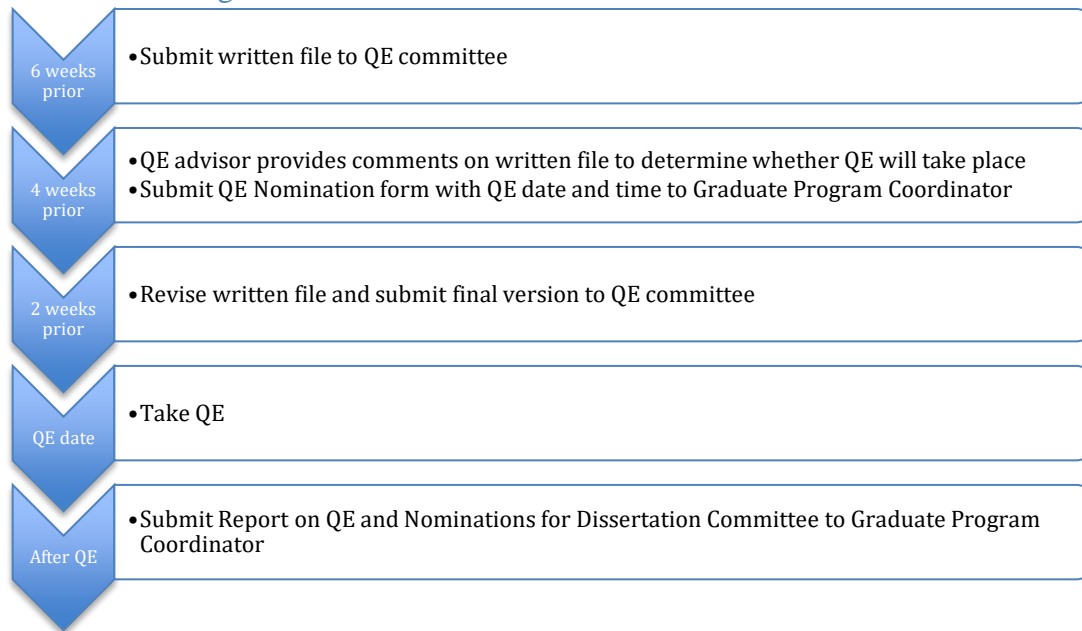 6 weeks
prior
•Submit written file to QE committee
4 weeks
prior
•QE advisor provides comments on written file to determine whether QE will take place
•Submit QE Nomination form with QE date and time to Graduate Program Coordinator
2 weeks
prior
•Revise written file and submit final version to QE committee
QE date
•Take QE
After QE
•Submit Report on QE and Nominations for Dissertation Committee to Graduate Program
Coordinator